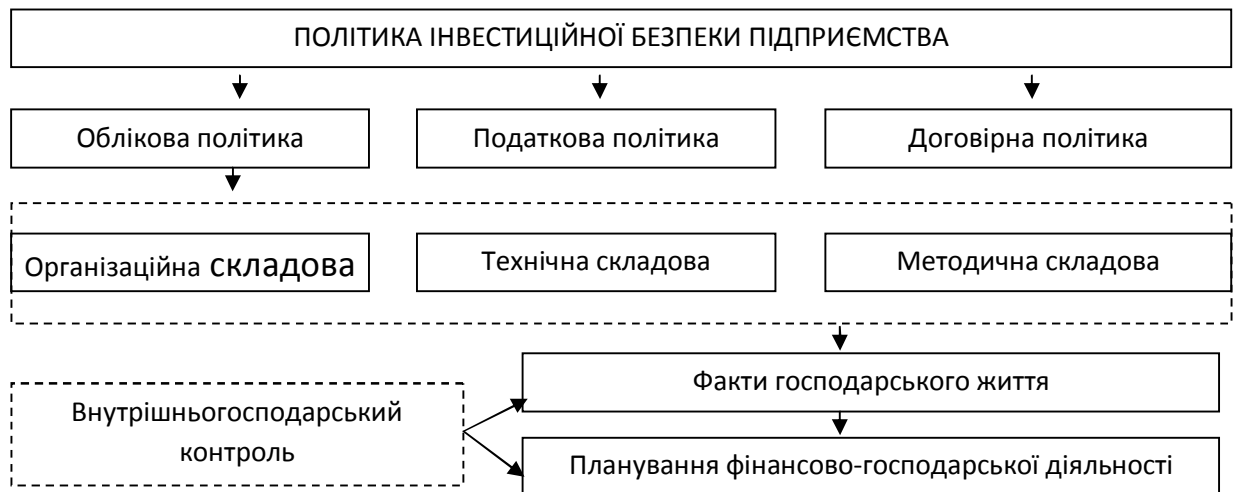 ПОЛІТИКА ІНВЕСТИЦІЙНОЇ БЕЗПЕКИ ПІДПРИЄМСТВА
Облікова політика
Податкова політика
Договірна політика
Організаційна складова
Технічна складова
Методична складова
Факти господарського життя
Внутрішньогосподарський
контроль
Планування фінансово-господарської діяльності